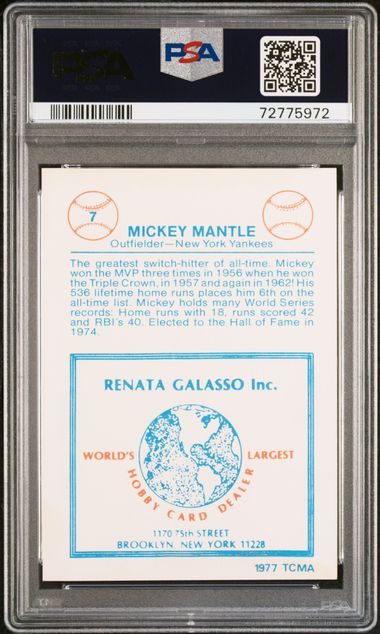 PSA
PSA
72775972
7
MICKEY MANTLE
Outfielder—New York Yankees
The greatest switch-hitter of all-time. Mickey
won the MVP three times in 1956 when he won
the Triple Crown, in 1957 and again in 1962! His
536 lifetime home runs places him 6th on the
all-time list. Mickey holds many World Series
records: Home runs with 18, runs scored 42
and RBI's 40. Elected to the Hall of Fame in
1974.
RENATA GALASSO Inc.
WORLD'S LARGEST
HOBBY CARD DEALER
1170 75th STREET
BROOKLYN, NEW YORK 11228
1977 TCMA